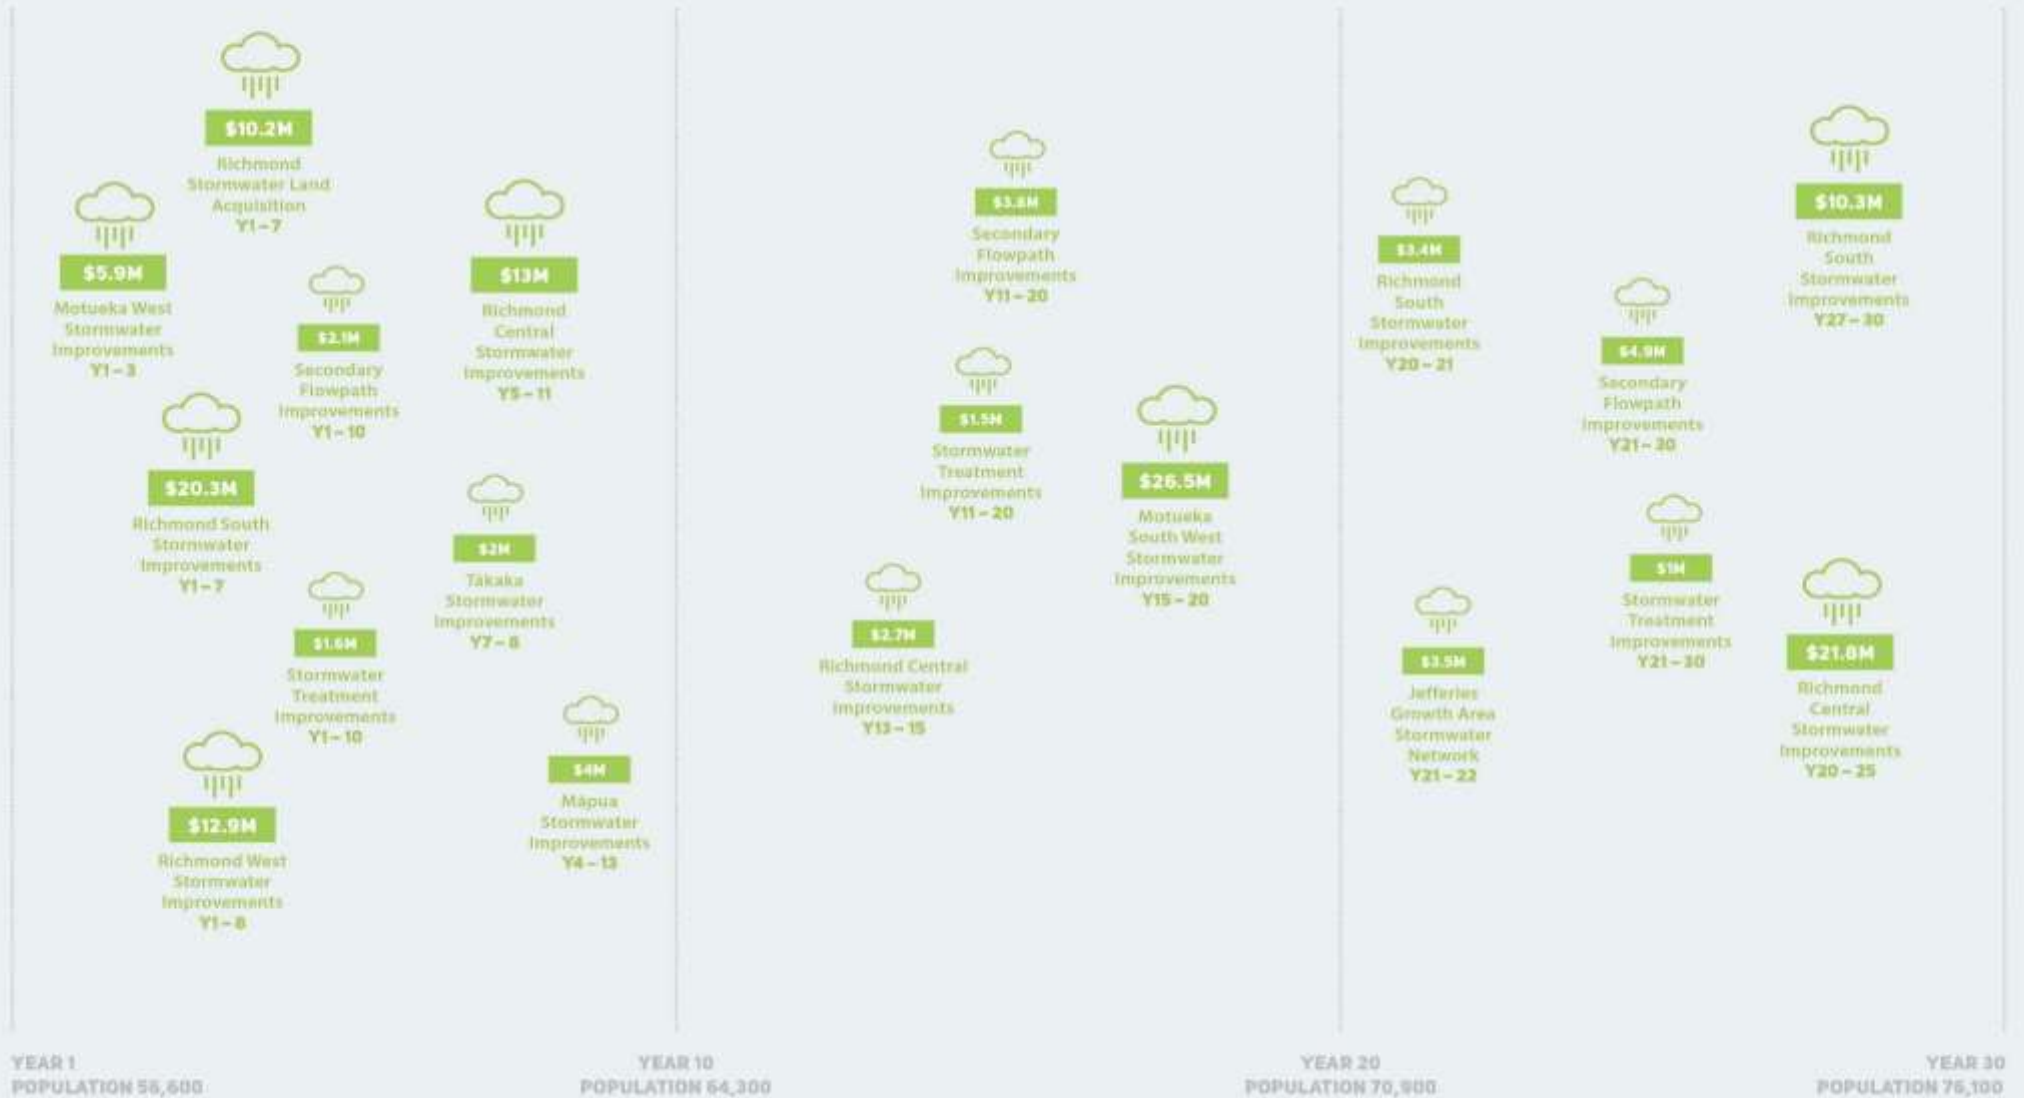 $10.2M
Richmond
Stormwater Land
Acquisition
Y1 – 7
$5.9M
Motueka West
Stormwater
Improvements
Y1 – 3
$2.1M
Secondary
Flowpath
Improvements
Y1 – 10
$13M
Richmond
Central
Stormwater
Improvements
Y5 – 11
$20.3M
Richmond South
Stormwater
Improvements
Y1 – 7
$1.6M
Stormwater
Treatment
Improvements
Y1 – 10
$2M
Tākaka
Stormwater
Improvements
Y7 – 8
$12.9M
Richmond West
Stormwater
Improvements
Y1 – 8
$4M
Māpua
Stormwater
Improvements
Y4 – 13
Secondary
Flowpath
Improvements
Y11 – 20
$1.5M
Stormwater
Treatment
Improvements
Y11 – 20
$26.5M
Motueka
South West
Stormwater
Improvements
Y15 – 20
$2.7M
Richmond Central
Stormwater
Improvements
Y13 – 15
$3.4M
Richmond
South
Stormwater
Improvements
Y20 – 21
$4.9M
Secondary
Flowpath
Improvements
Y21 – 30
$10.3M
Richmond
South
Stormwater
Improvements
Y27 – 30
$3.5M
Jefferies
Growth Area
Stormwater
Network
Y21 – 22
$1M
Stormwater
Treatment
Improvements
Y21 – 30
$21.8M
Richmond
Central
Stormwater
Improvements
Y20 – 25
YEAR 1
POPULATION 56,600
YEAR 10
POPULATION 64,300
YEAR 20
POPULATION 70,900
YEAR 30
POPULATION 76,100